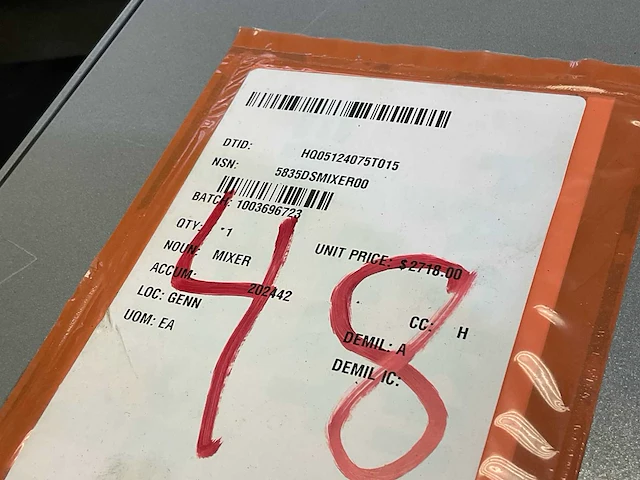 DTID: HQ05124075T015
NSN: 5835DSMIXER00
BATCH: 1003696723
QTY: 1
NOUN: MIXER UNIT PRICE: $2718.00
ACCUM: 202442
LOC: GENN CC: H
UOM: EA DEMIL: A
DEMIL IC:
48